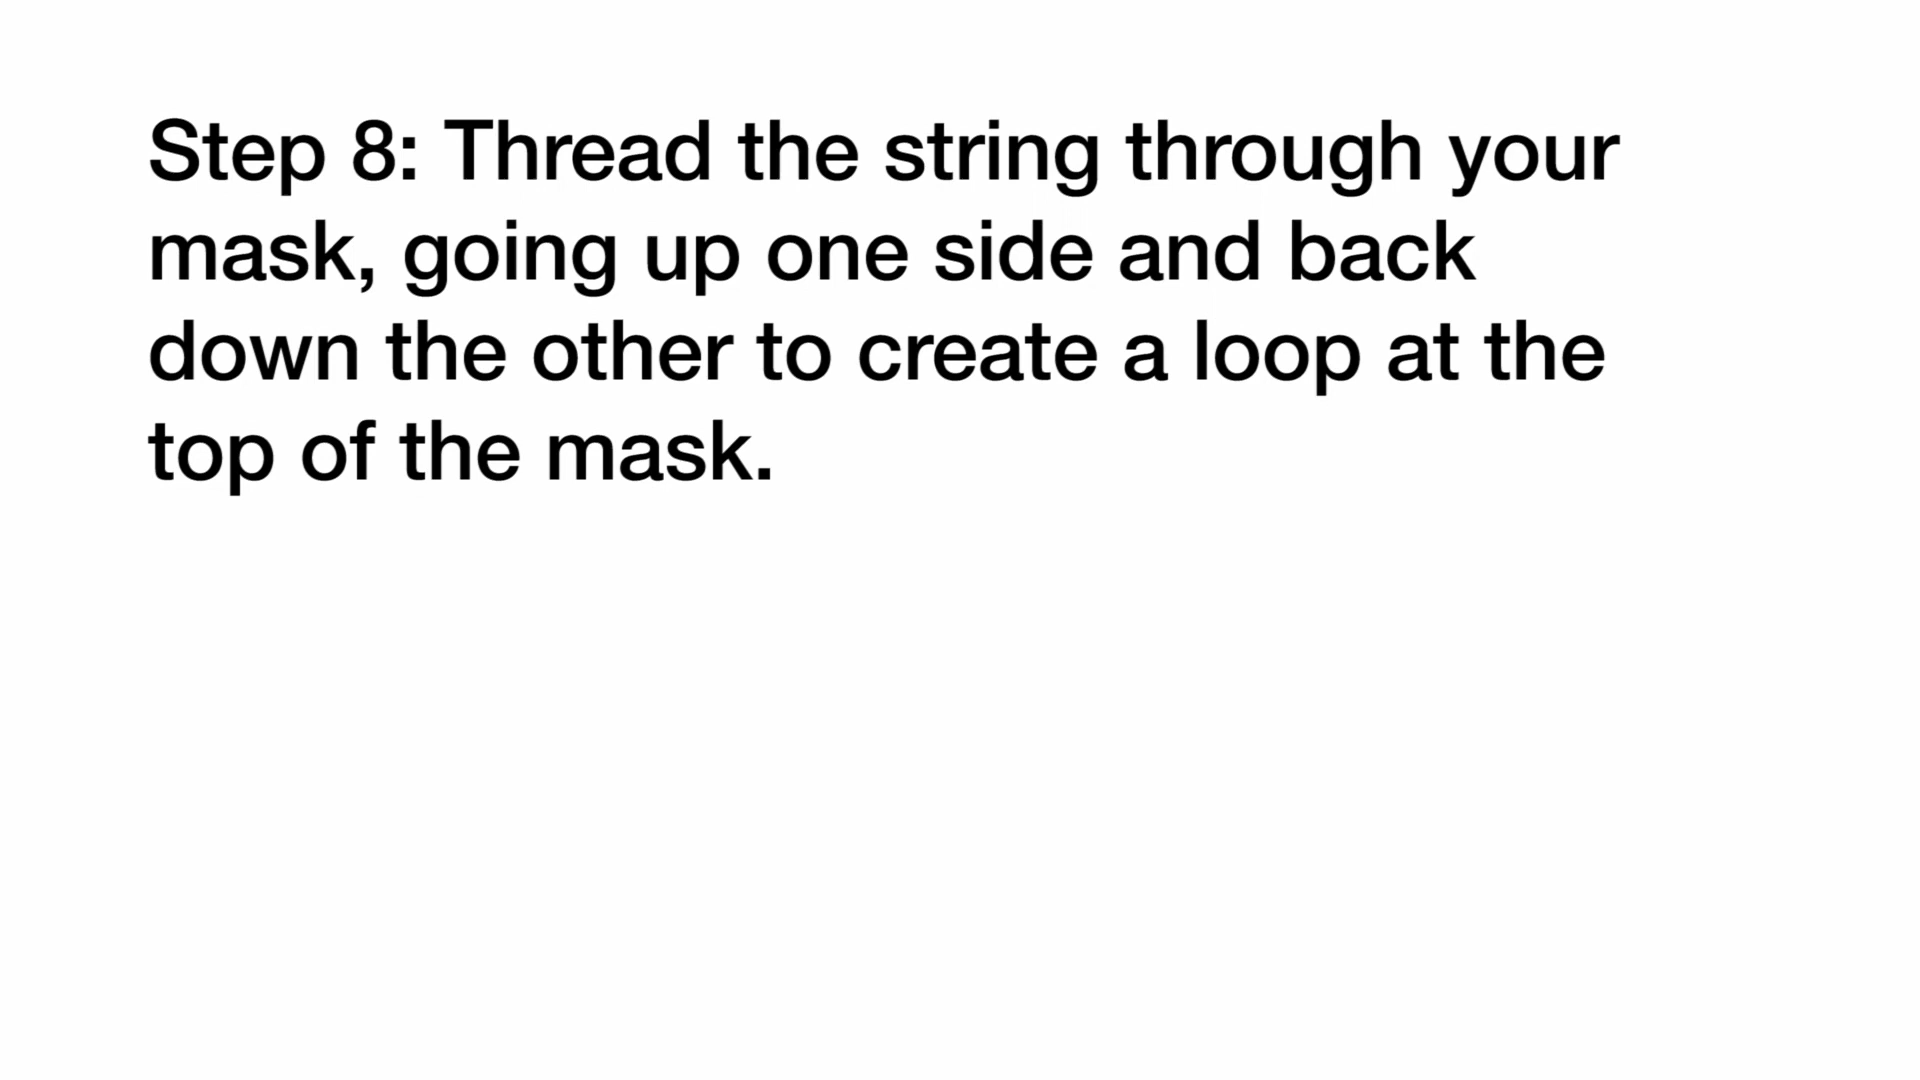 Step 8: Thread the string through your
mask, going up one side and back
down the other to create a loop at the
top of the mask.